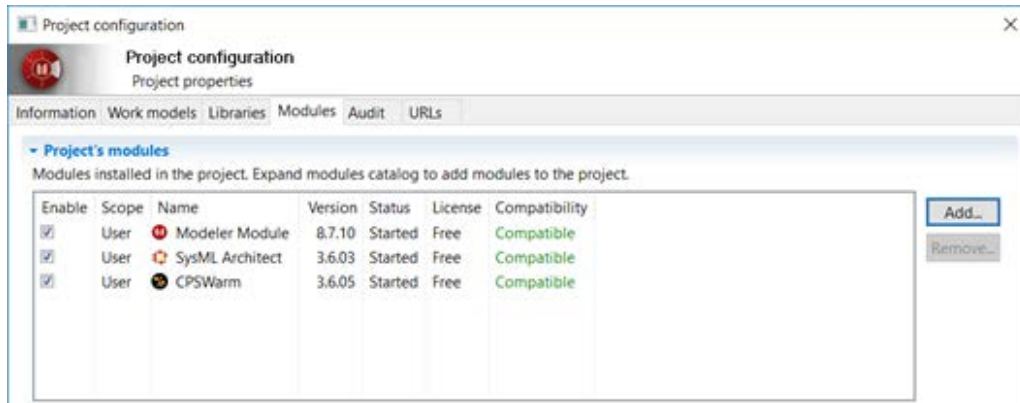 Project configuration
Project configuration
Project properties
Information Work models Libraries Modules Audit URLs
Project's modules
Modules installed in the project. Expand modules catalog to add modules to the project.
Enable Scope Name Version Status License Compatibility
User Modeler Module 8.7.10 Started Free Compatible
User SysML Architect 3.6.03 Started Free Compatible
User CPSWarm 3.6.05 Started Free Compatible
Add...
Remove...